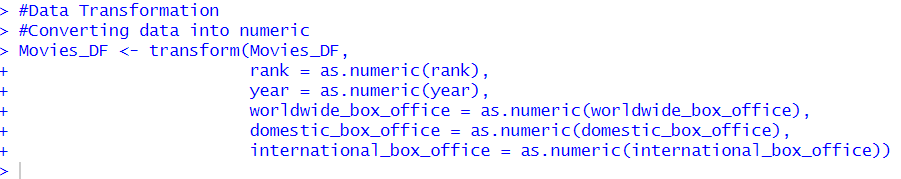 > #Data Transformation
> #Converting data into numeric
> Movies_DF <- transform(Movies_DF,
+                        rank = as.numeric(rank),
+                        year = as.numeric(year),
+                        worldwide_box_office = as.numeric(worldwide_box_office),
+                        domestic_box_office = as.numeric(domestic_box_office),
+                        international_box_office = as.numeric(international_box_office))
>